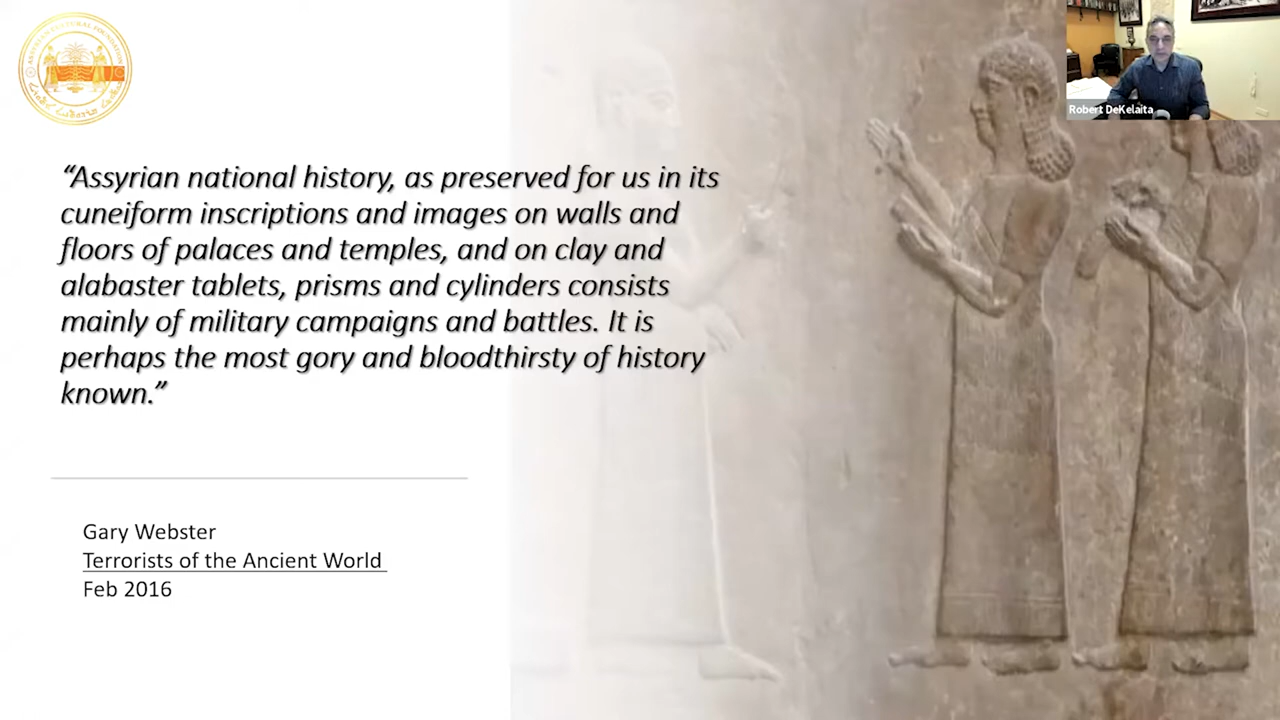 ASSYRIAN CULTURAL FOUNDATION
Robert DeKelaita
“Assyrian national history, as preserved for us in its
cuneiform inscriptions and images on walls and
floors of palaces and temples, and on clay and
alabaster tablets, prisms and cylinders consists
mainly of military campaigns and battles. It is
perhaps the most gory and bloodthirsty of history
known.”
Gary Webster
Terrorists of the Ancient World
Feb 2016